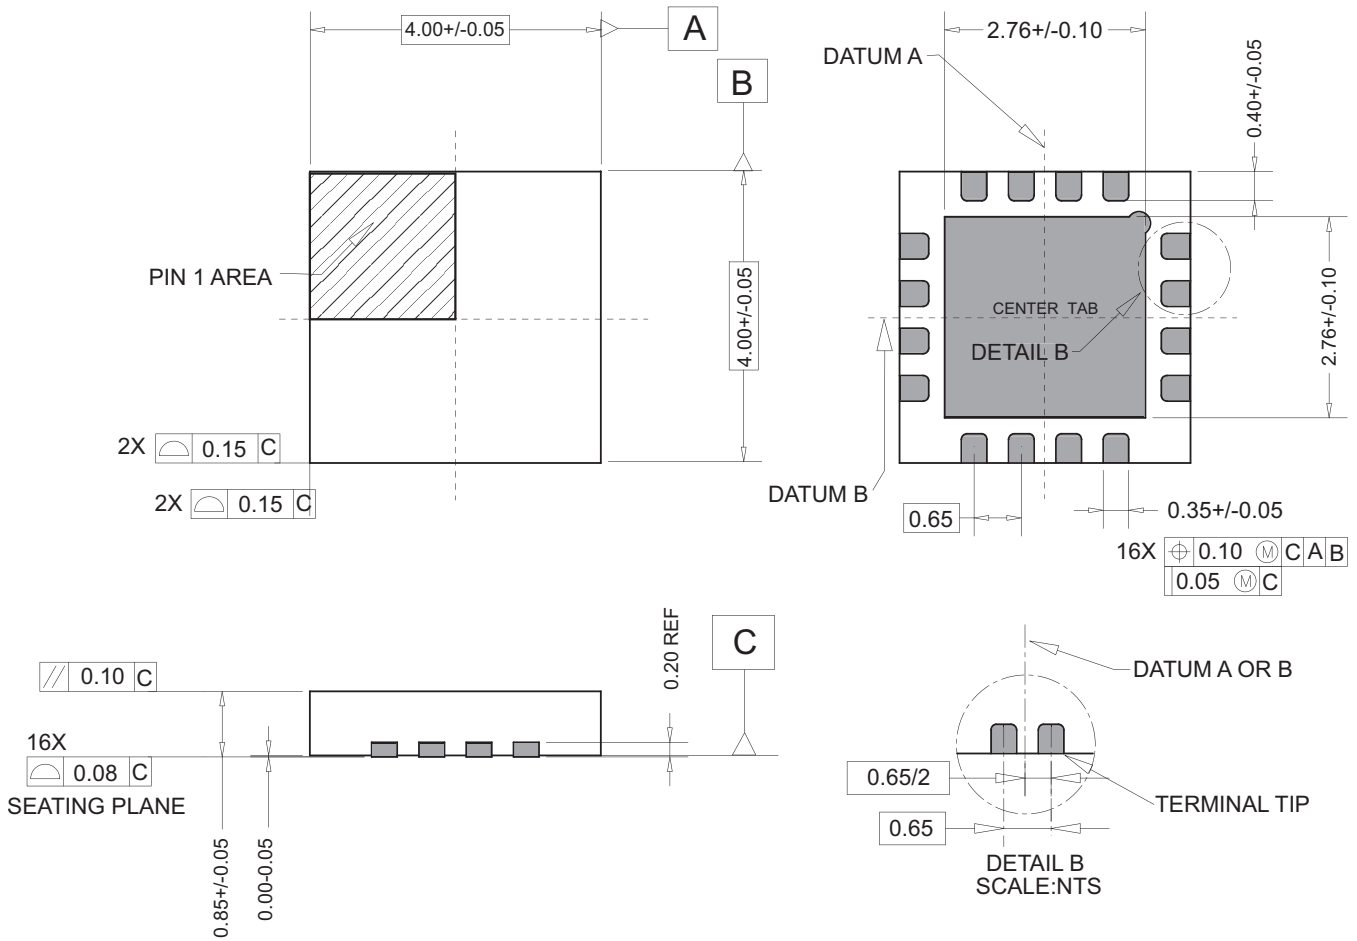 4.00+/-0.05
A
B
PIN 1 AREA
4.00+/-0.05
2X 0.15 C
2X 0.15 C
2.76+/-0.10
DATUM A
0.40+/-0.05
CENTER TAB
DETAIL B
2.76+/-0.10
DATUM B
0.65
0.35+/-0.05
16X 0.10 Ⓜ C A B
0.05 Ⓜ C
// 0.10 C
16X
0.08 C
SEATING PLANE
0.85+/-0.05
0.00-0.05
0.20 REF
C
DATUM A OR B
0.65/2
TERMINAL TIP
0.65
DETAIL B
SCALE:NTS